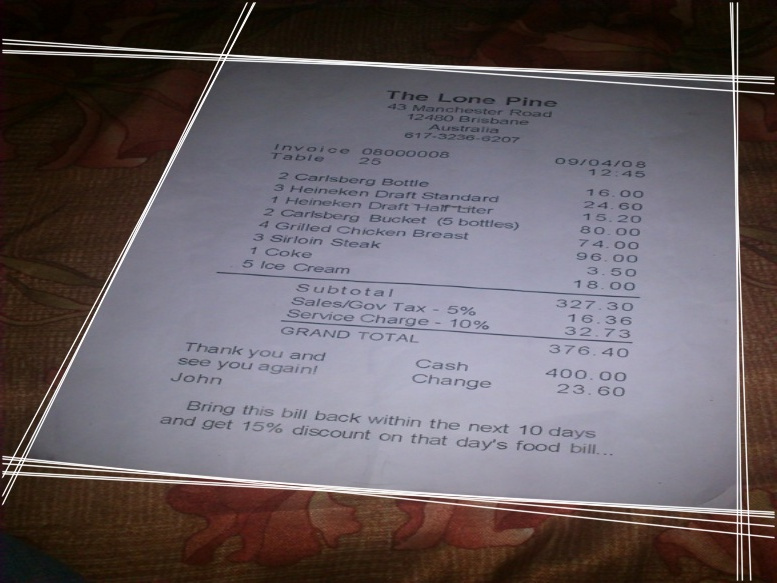 The Lone Pine
43 Manchester Road
12480 Brisbane
Australia
617-3236-6207
Invoice 08000008 09/04/08
Table 25 12:45
2 Carlsberg Bottle 16.00
3 Heineken Draft Standard 24.60
1 Heineken Draft Half Liter 15.20
2 Carlsberg Bucket (5 bottles) 80.00
4 Grilled Chicken Breast 74.00
3 Sirloin Steak 96.00
1 Coke 3.50
5 Ice Cream 18.00
Subtotal 327.30
Sales/Gov Tax - 5% 16.36
Service Charge - 10% 32.73
GRAND TOTAL 376.40
Thank you and Cash 400.00
see you again! Change 23.60
John
Bring this bill back within the next 10 days
and get 15% discount on that day's food bill...